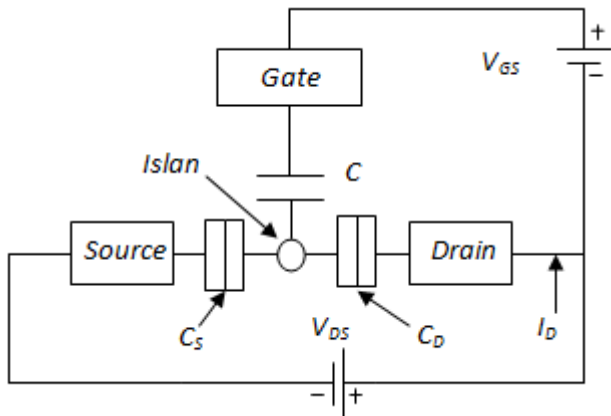 +
V_GS
−
Gate
Islan
C
Source
Drain
C_S
V_DS
C_D
I_D
− +